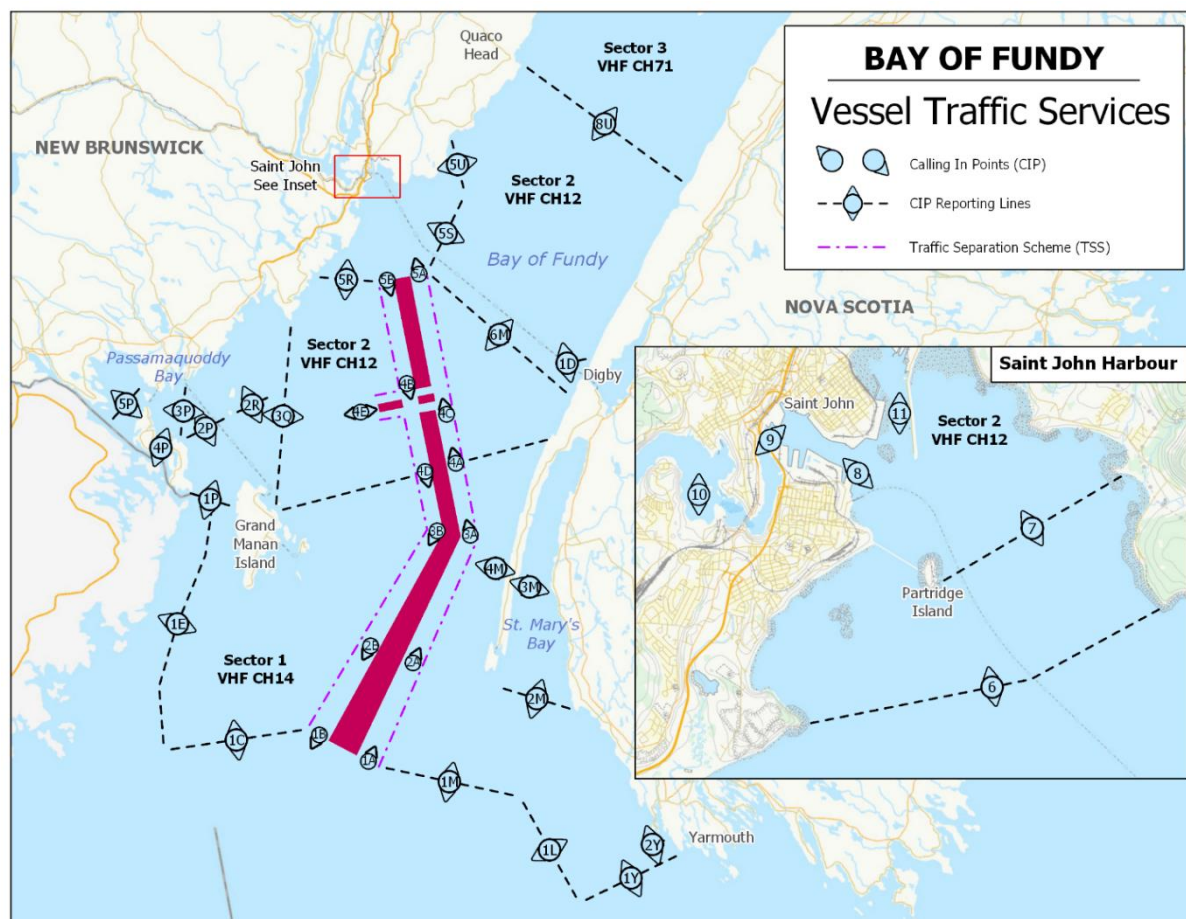 BAY OF FUNDY
Vessel Traffic Services
Calling In Points (CIP)
CIP Reporting Lines
Traffic Separation Scheme (TSS)
Quaco
Head
Sector 3
VHF CH71
8U
NEW BRUNSWICK
Saint John
See Inset
5U
Sector 2
VHF CH12
5S
Bay of Fundy
5R
5B
5A
NOVA SCOTIA
6M
Sector 2
VHF CH12
1D
Digby
Passamaquoddy
Bay
5P
3P
2R
3Q
2P
4P
4E
4B
4C
4A
4D
1P
Grand
Manan
Island
3B
3A
4M
3M
St. Mary's
Bay
1E
2B
2A
Sector 1
VHF CH14
2M
1C
1B
1A
1M
1L
2Y
1Y
Yarmouth
Saint John Harbour
Saint John
Sector 2
VHF CH12
11
9
8
10
7
Partridge
Island
6